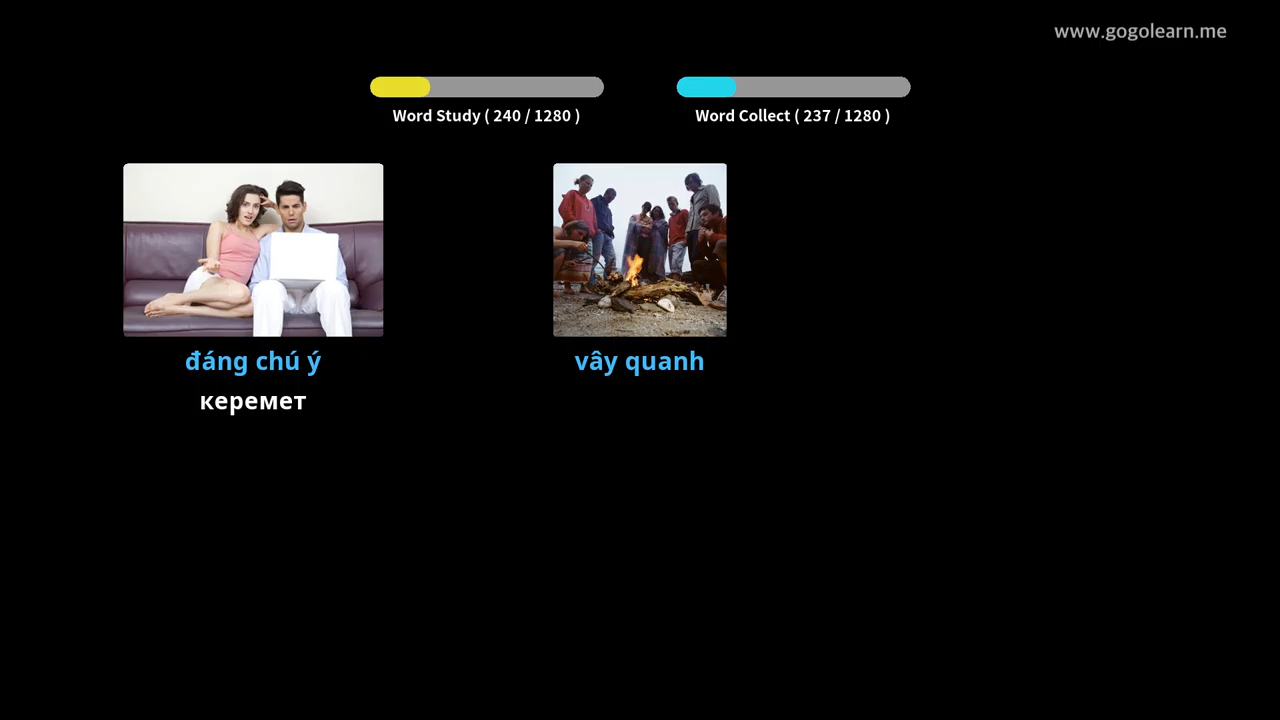 www.gogolearn.me
Word Study ( 240 / 1280 )
Word Collect ( 237 / 1280 )
đáng chú ý
vây quanh
керемет